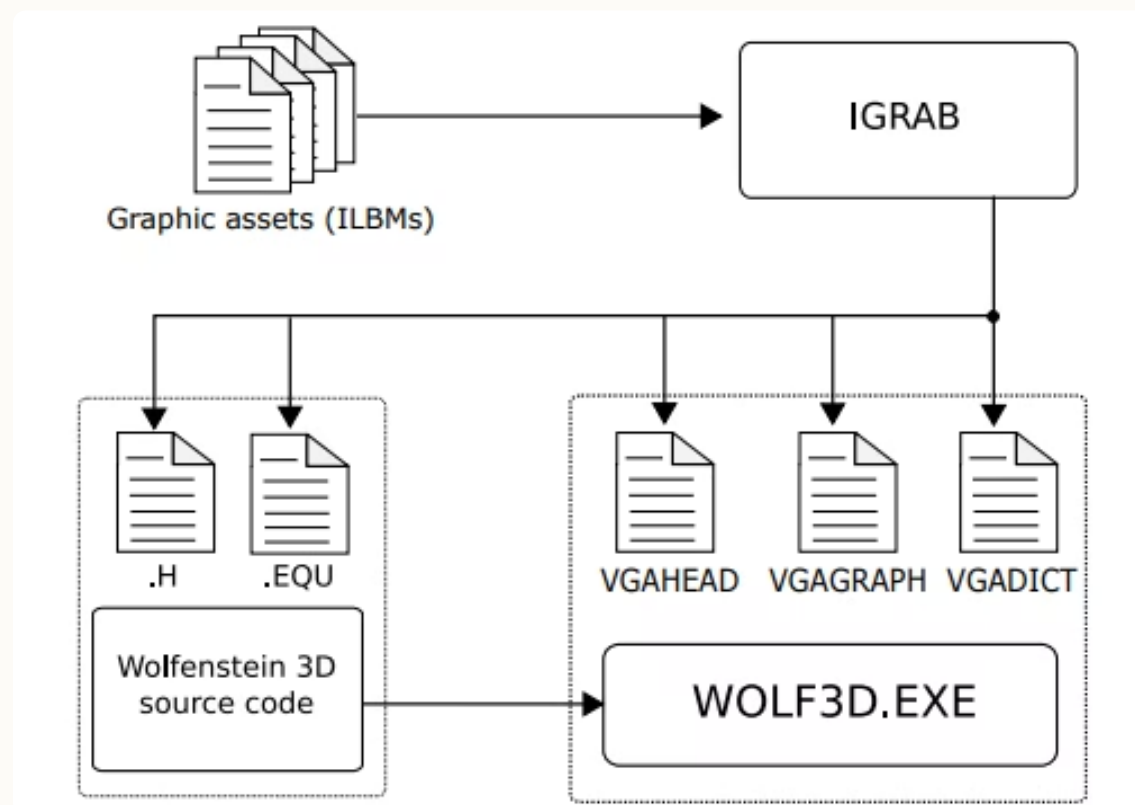 IGRAB
Graphic assets (ILBMs)
.H
.EQU
VGAHEAD
VGAGRAPH
VGADICT
Wolfenstein 3D
source code
WOLF3D.EXE